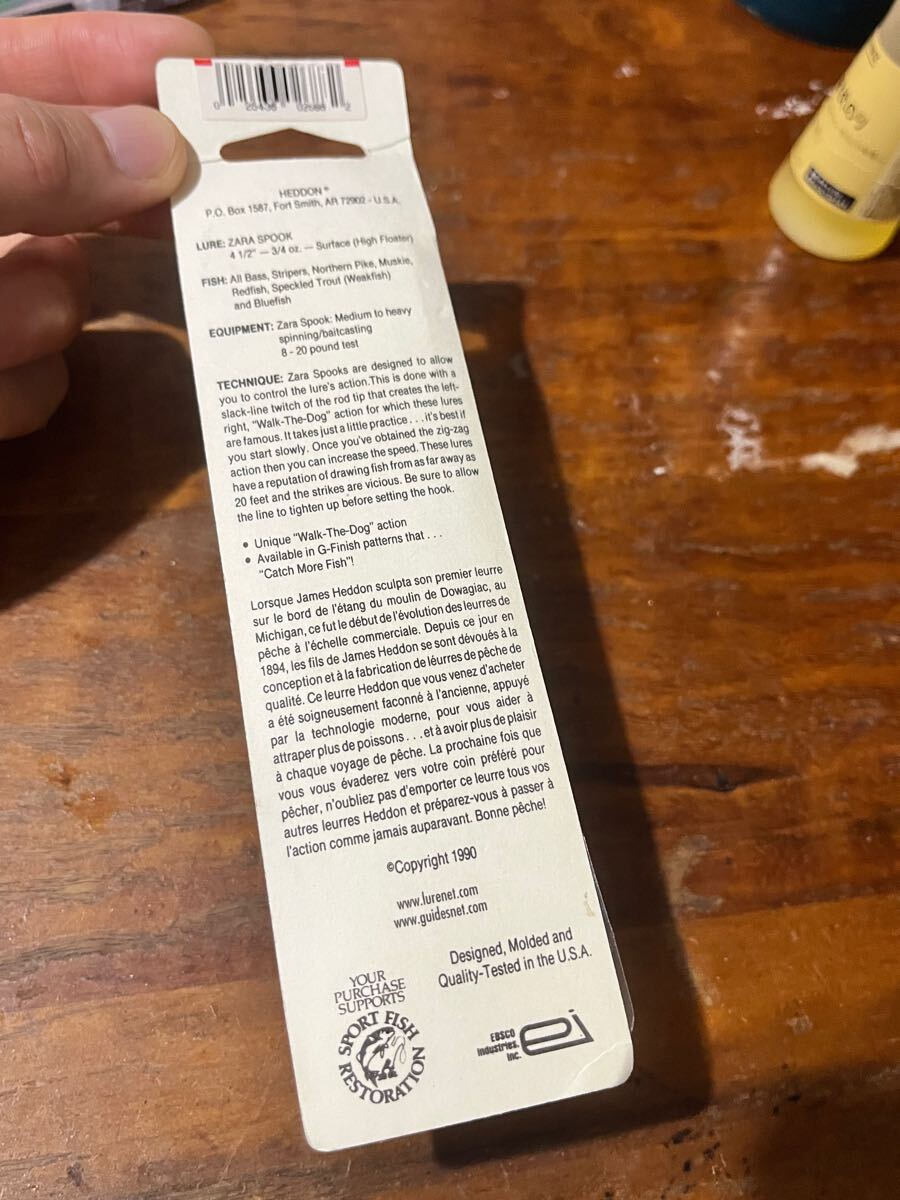 HEDDON®
P.O. Box 1587, Fort Smith, AR 72902 - U.S.A.
LURE: ZARA SPOOK
4 1/2" — 3/4 oz. — Surface (High Floater)
FISH: All Bass, Stripers, Northern Pike, Muskie,
Redfish, Speckled Trout (Weakfish)
and Bluefish
EQUIPMENT: Zara Spook: Medium to heavy
spinning/baitcasting
8 - 20 pound test
TECHNIQUE: Zara Spooks are designed to allow
you to control the lure's action.This is done with a
slack-line twitch of the rod tip that creates the left-
right, "Walk-The-Dog" action for which these lures
are famous. It takes just a little practice . . . it's best if
you start slowly. Once you've obtained the zig-zag
action then you can increase the speed. These lures
have a reputation of drawing fish from as far away as
20 feet and the strikes are vicious. Be sure to allow
the line to tighten up before setting the hook.
• Unique "Walk-The-Dog" action
• Available in G-Finish patterns that . . .
"Catch More Fish"!
Lorsque James Heddon sculpta son premier leurre
sur le bord de l'étang du moulin de Dowagiac, au
Michigan, ce fut le début de l'évolution des leurres de
pêche à l'échelle commerciale. Depuis ce jour en
1894, les fils de James Heddon se sont dévoués à la
conception et à la fabrication de léurres de pêche de
qualité. Ce leurre Heddon que vous venez d'acheter
a été soigneusement faconné à l'ancienne, appuyé
par la technologie moderne, pour vous aider à
attraper plus de poissons . . . et à avoir plus de plaisir
à chaque voyage de pêche. La prochaine fois que
vous vous évaderez vers votre coin préféré pour
pêcher, n'oubliez pas d'emporter ce leurre tous vos
autres leurres Heddon et préparez-vous à passer à
l'action comme jamais auparavant. Bonne pêche!
©Copyright 1990
www.lurenet.com
www.guidesnet.com
Designed, Molded and
Quality-Tested in the U.S.A.
YOUR
PURCHASE
SUPPORTS
SPORT FISH
RESTORATION
EBSCO
Industries,
Inc.
ei